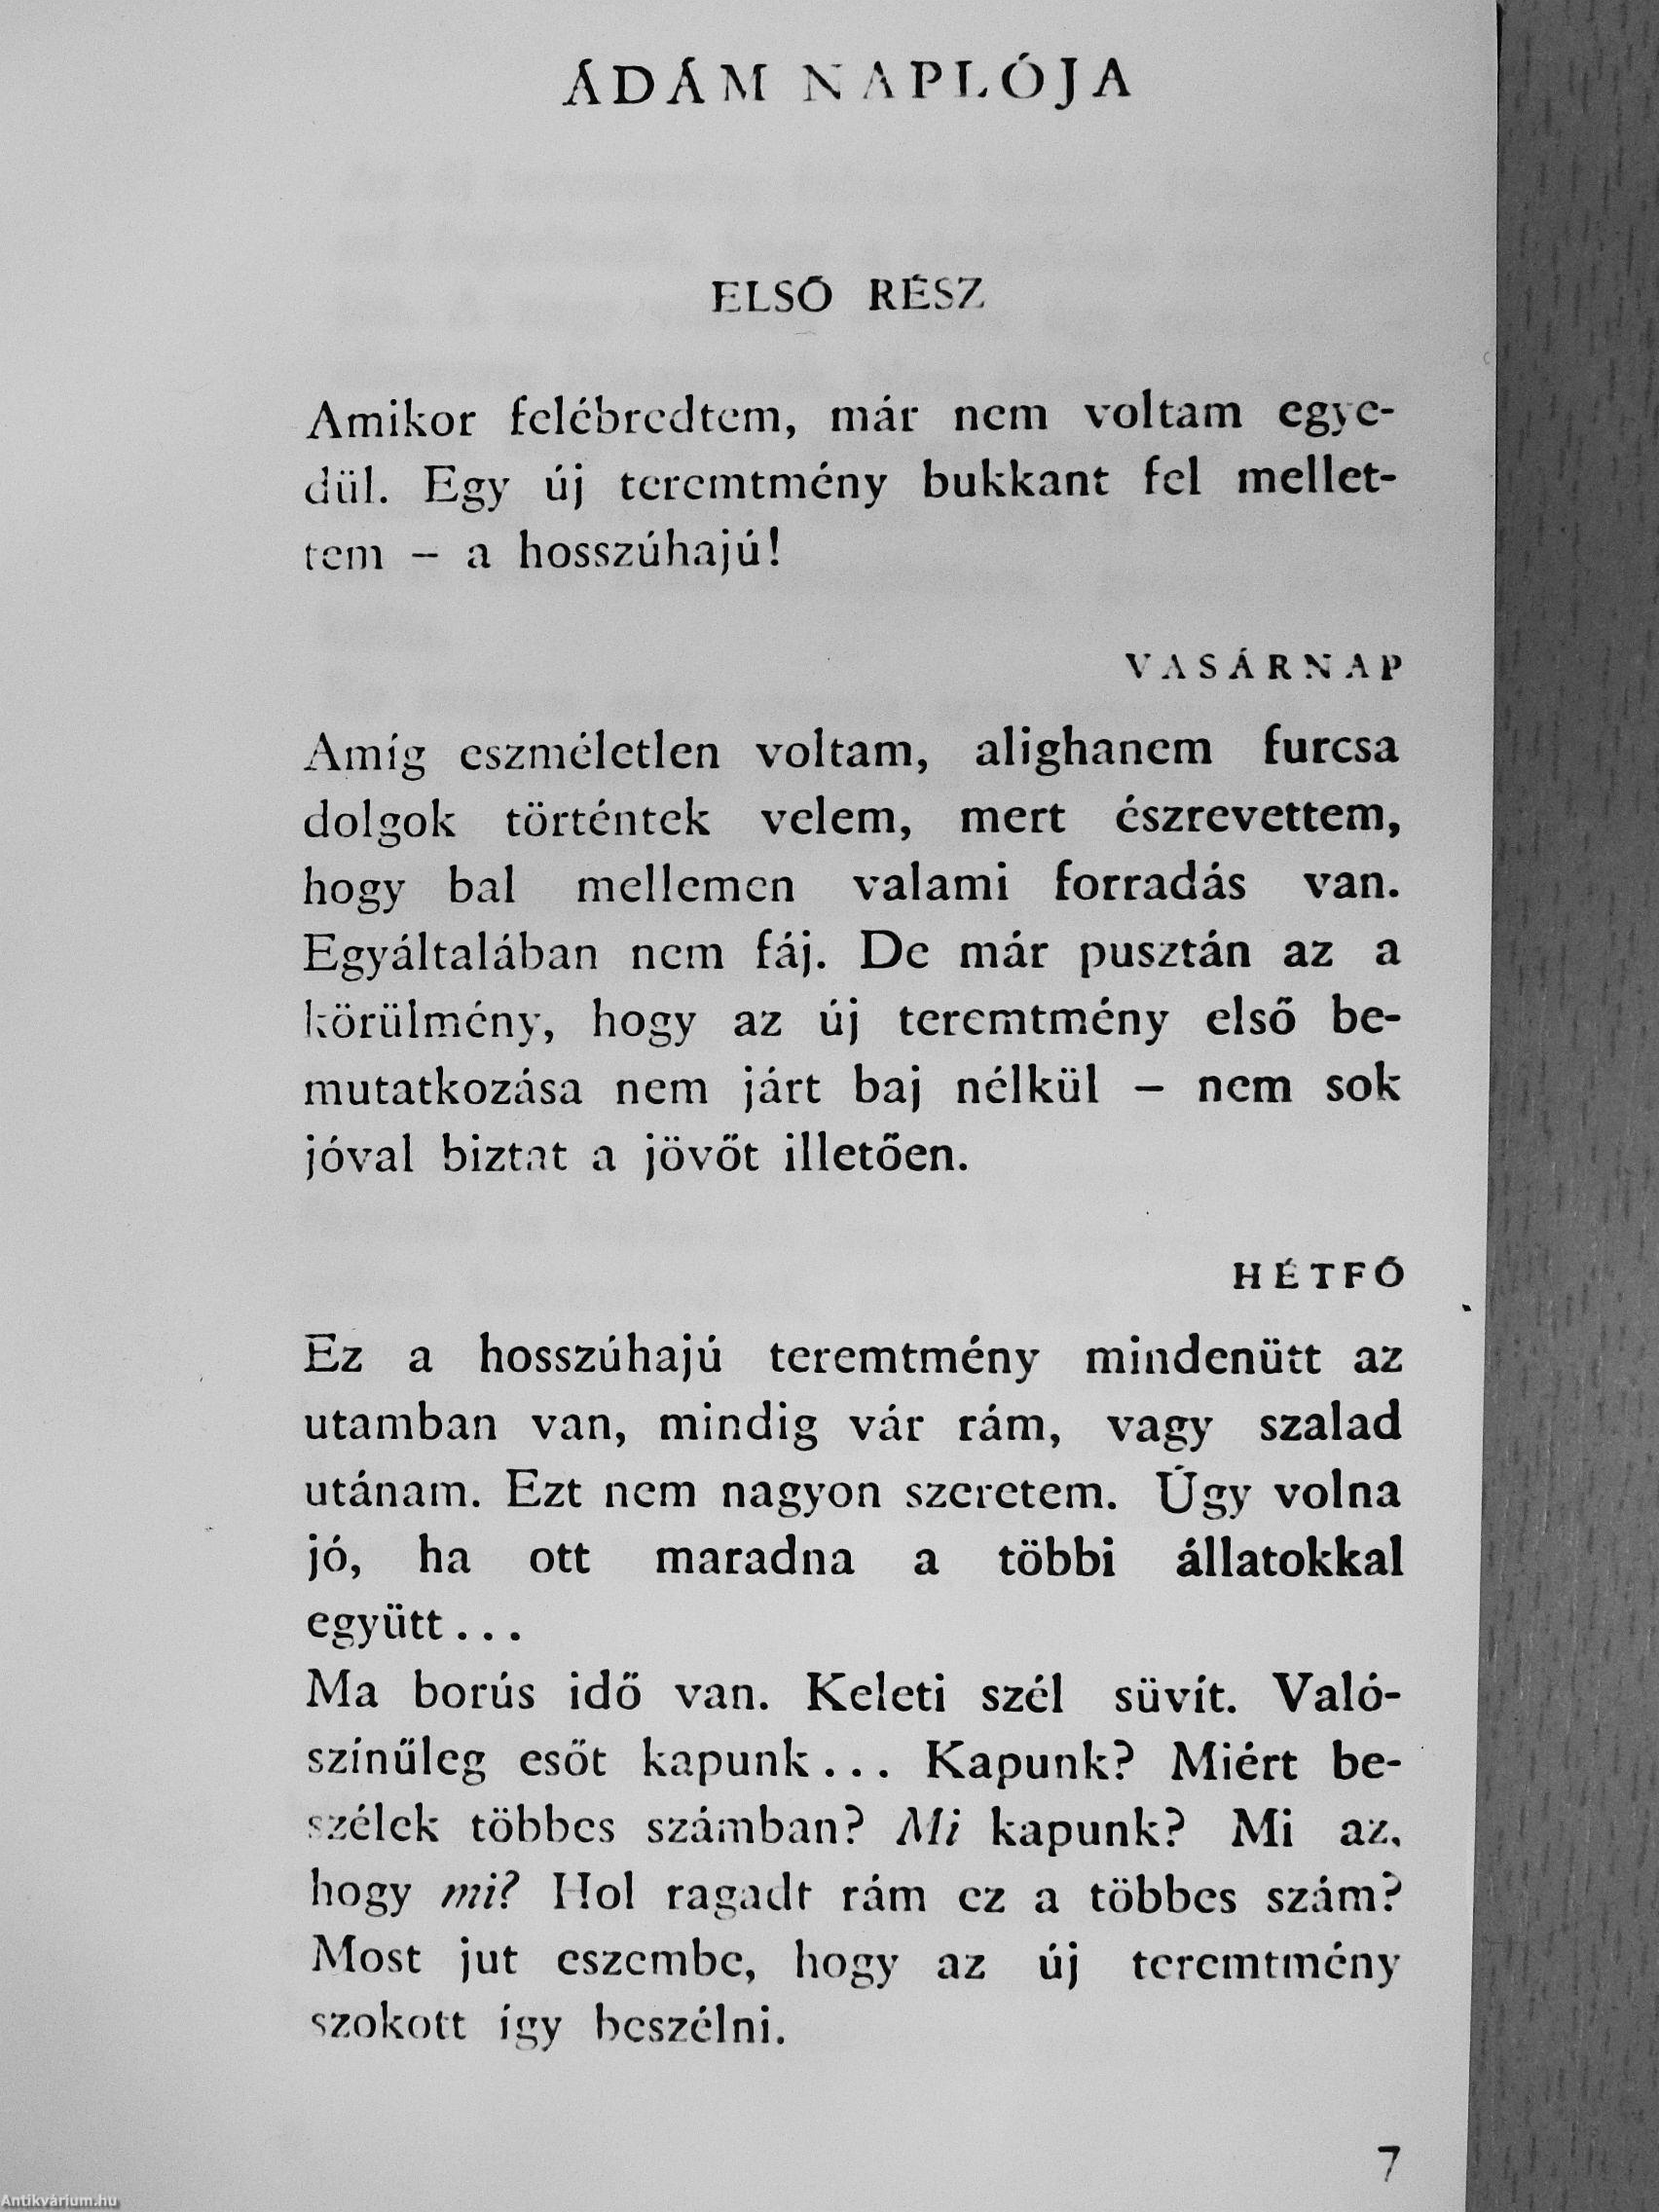 ÁDÁM NAPLÓJA
ELSŐ RÉSZ
Amikor felébredtem, már nem voltam egye-
dül. Egy új teremtmény bukkant fel mellet-
tem – a hosszúhajú!
VASÁRNAP
Amíg eszméletlen voltam, alighanem furcsa
dolgok történtek velem, mert észrevettem,
hogy bal mellemen valami forradás van.
Egyáltalában nem fáj. De már pusztán az a
körülmény, hogy az új teremtmény első be-
mutatkozása nem járt baj nélkül – nem sok
jóval biztat a jövőt illetően.
HÉTFŐ
Ez a hosszúhajú teremtmény mindenütt az
utamban van, mindig vár rám, vagy szalad
utánam. Ezt nem nagyon szeretem. Úgy volna
jó, ha ott maradna a többi állatokkal
együtt...
Ma borús idő van. Keleti szél süvít. Való-
színűleg esőt kapunk... Kapunk? Miért be-
szélek többes számban? Mi kapunk? Mi az,
hogy mi? Hol ragadt rám ez a többes szám?
Most jut eszembe, hogy az új teremtmény
szokott így beszélni.
7
Antikvárium.hu